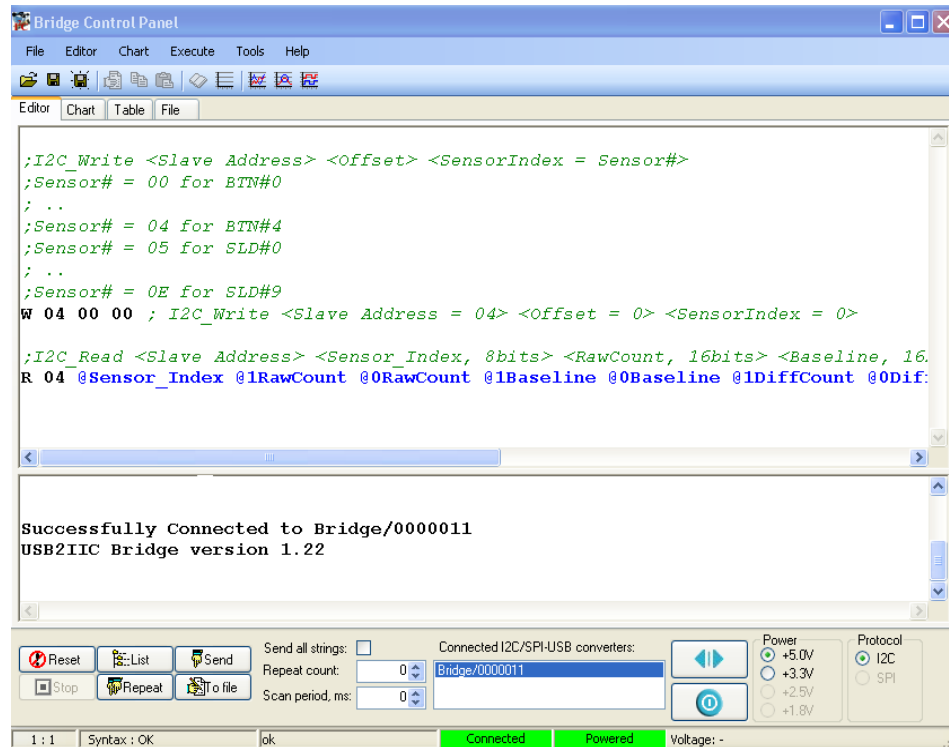 Bridge Control Panel
File Editor Chart Execute Tools Help
Editor Chart Table File
;I2C_Write <Slave Address> <Offset> <SensorIndex = Sensor#>
;Sensor# = 00 for BTN#0
; ..
;Sensor# = 04 for BTN#4
;Sensor# = 05 for SLD#0
; ..
;Sensor# = 0E for SLD#9
W 04 00 00 ; I2C_Write <Slave Address = 04> <Offset = 0> <SensorIndex = 0>
;I2C_Read <Slave Address> <Sensor_Index, 8bits> <RawCount, 16bits> <Baseline, 16
R 04 @Sensor_Index @1RawCount @0RawCount @1Baseline @0Baseline @1DiffCount @0Dif
Successfully Connected to Bridge/0000011
USB2IIC Bridge version 1.22
Reset List Send
Stop Repeat To file
Send all strings:
Repeat count: 0
Scan period, ms: 0
Connected I2C/SPI-USB converters:
Bridge/0000011
Power
+5.0V
+3.3V
+2.5V
+1.8V
Protocol
I2C
SPI
1 : 1 Syntax : OK ok Connected Powered Voltage: -